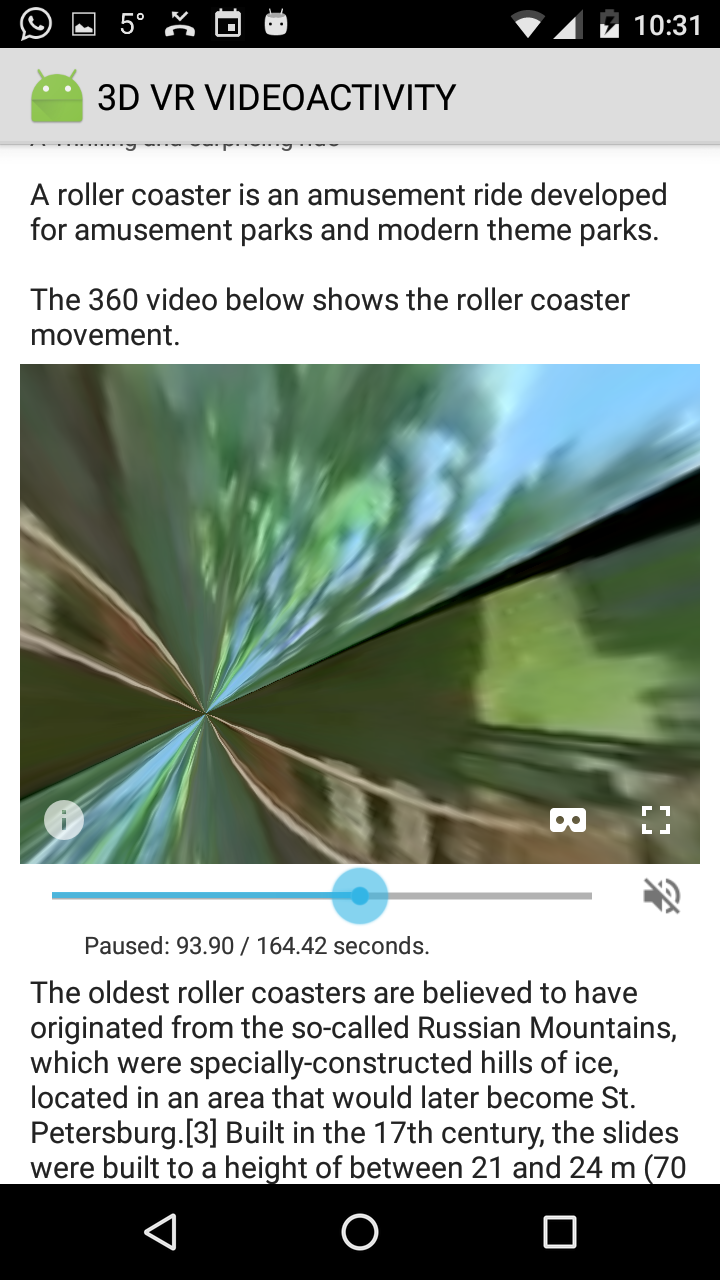 5° 10:31
3D VR VIDEOACTIVITY
A Thrilling and surprising ride
A roller coaster is an amusement ride developed
for amusement parks and modern theme parks.
The 360 video below shows the roller coaster
movement.
Paused: 93.90 / 164.42 seconds.
The oldest roller coasters are believed to have
originated from the so-called Russian Mountains,
which were specially-constructed hills of ice,
located in an area that would later become St.
Petersburg.[3] Built in the 17th century, the slides
were built to a height of between 21 and 24 m (70